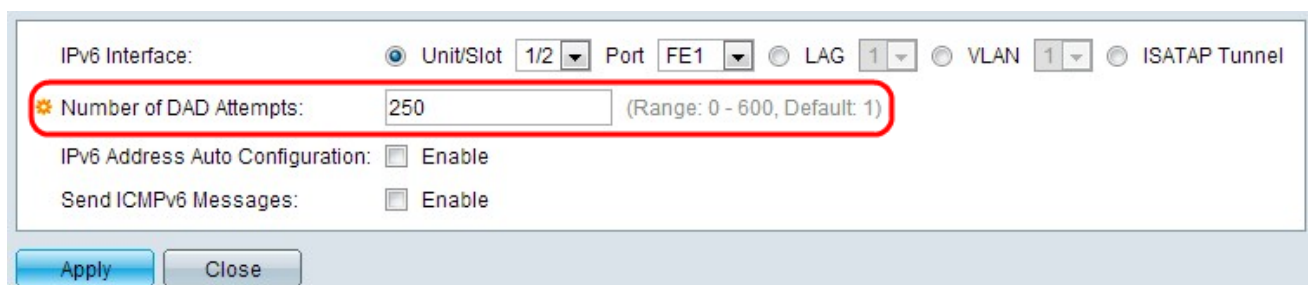 IPv6 Interface: Unit/Slot 1/2 Port FE1 LAG 1 VLAN 1 ISATAP Tunnel
Number of DAD Attempts: 250 (Range: 0 - 600, Default: 1)
IPv6 Address Auto Configuration: Enable
Send ICMPv6 Messages: Enable
Apply Close